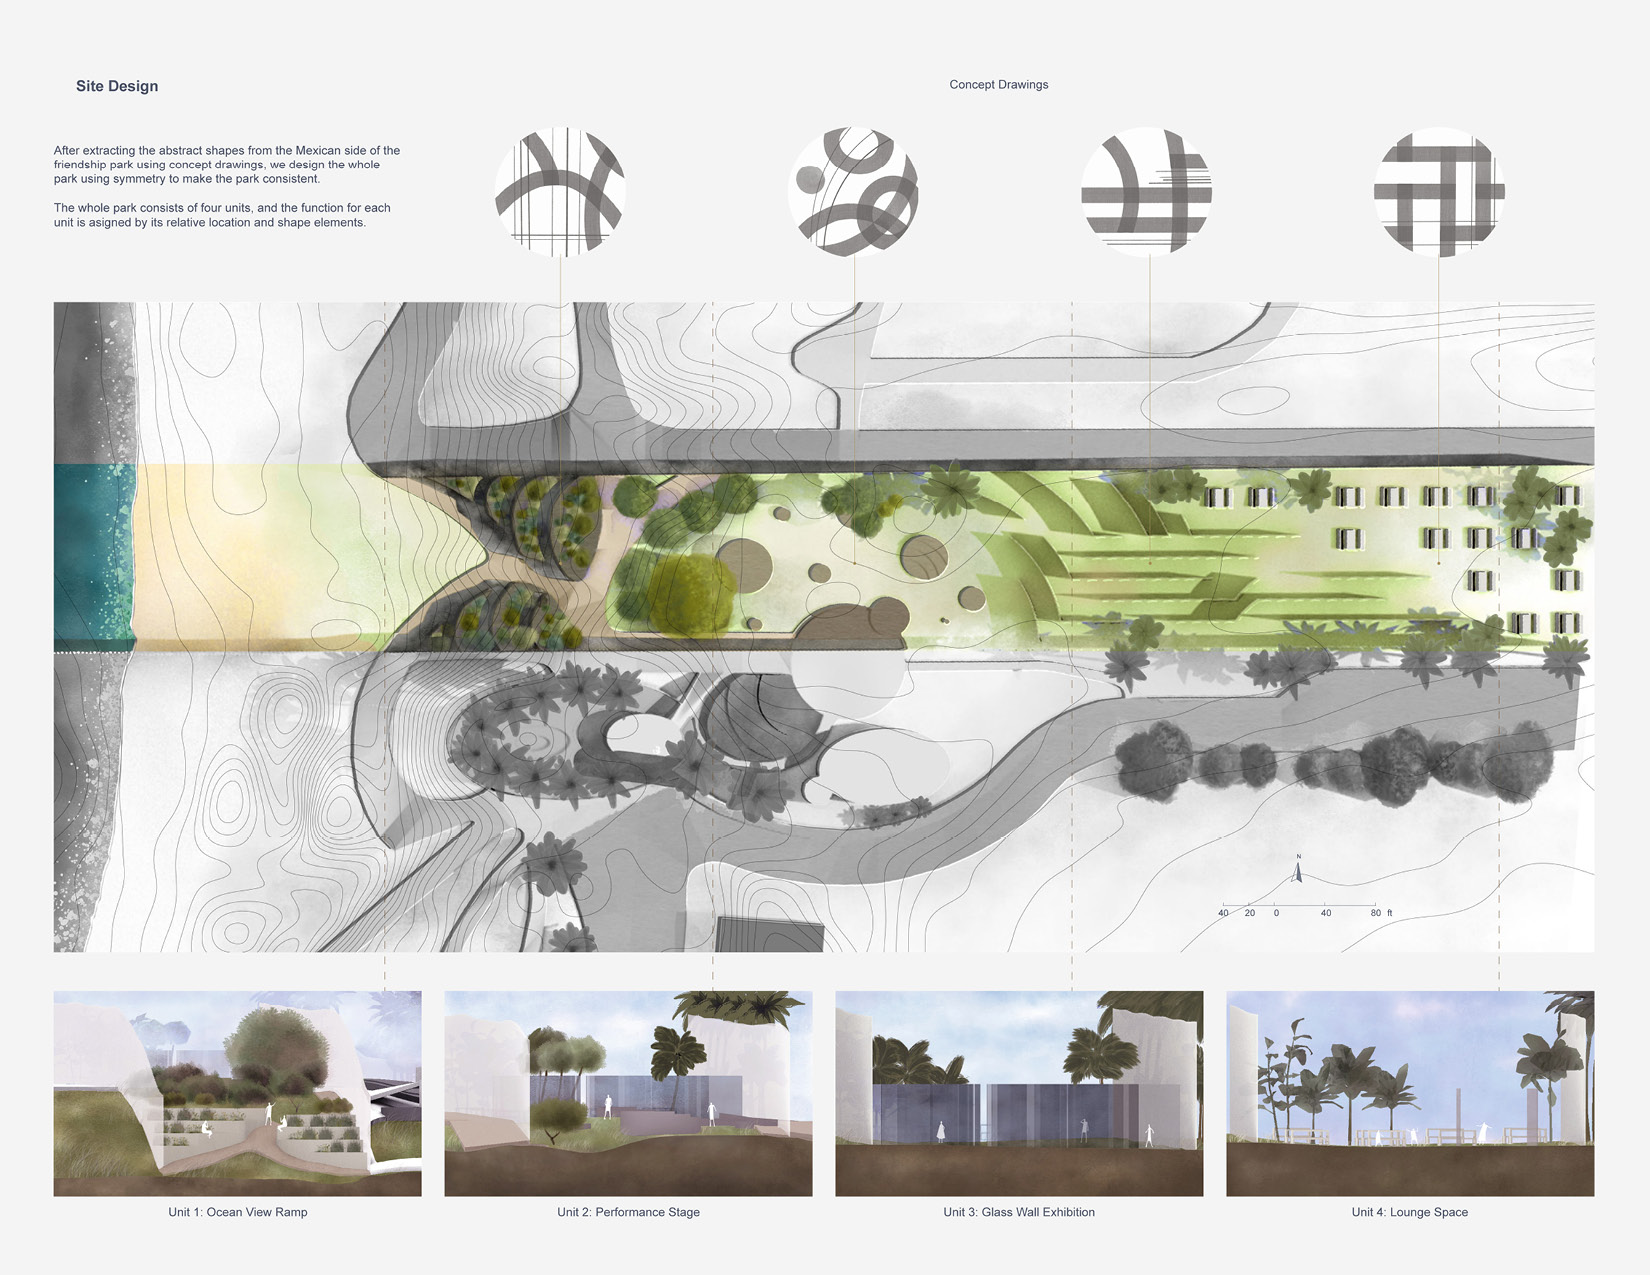 Site Design
Concept Drawings
After extracting the abstract shapes from the Mexican side of the
friendship park using concept drawings, we design the whole
park using symmetry to make the park consistent.
The whole park consists of four units, and the function for each
unit is asigned by its relative location and shape elements.
N
40 20 0 40 80 ft
Unit 1: Ocean View Ramp
Unit 2: Performance Stage
Unit 3: Glass Wall Exhibition
Unit 4: Lounge Space